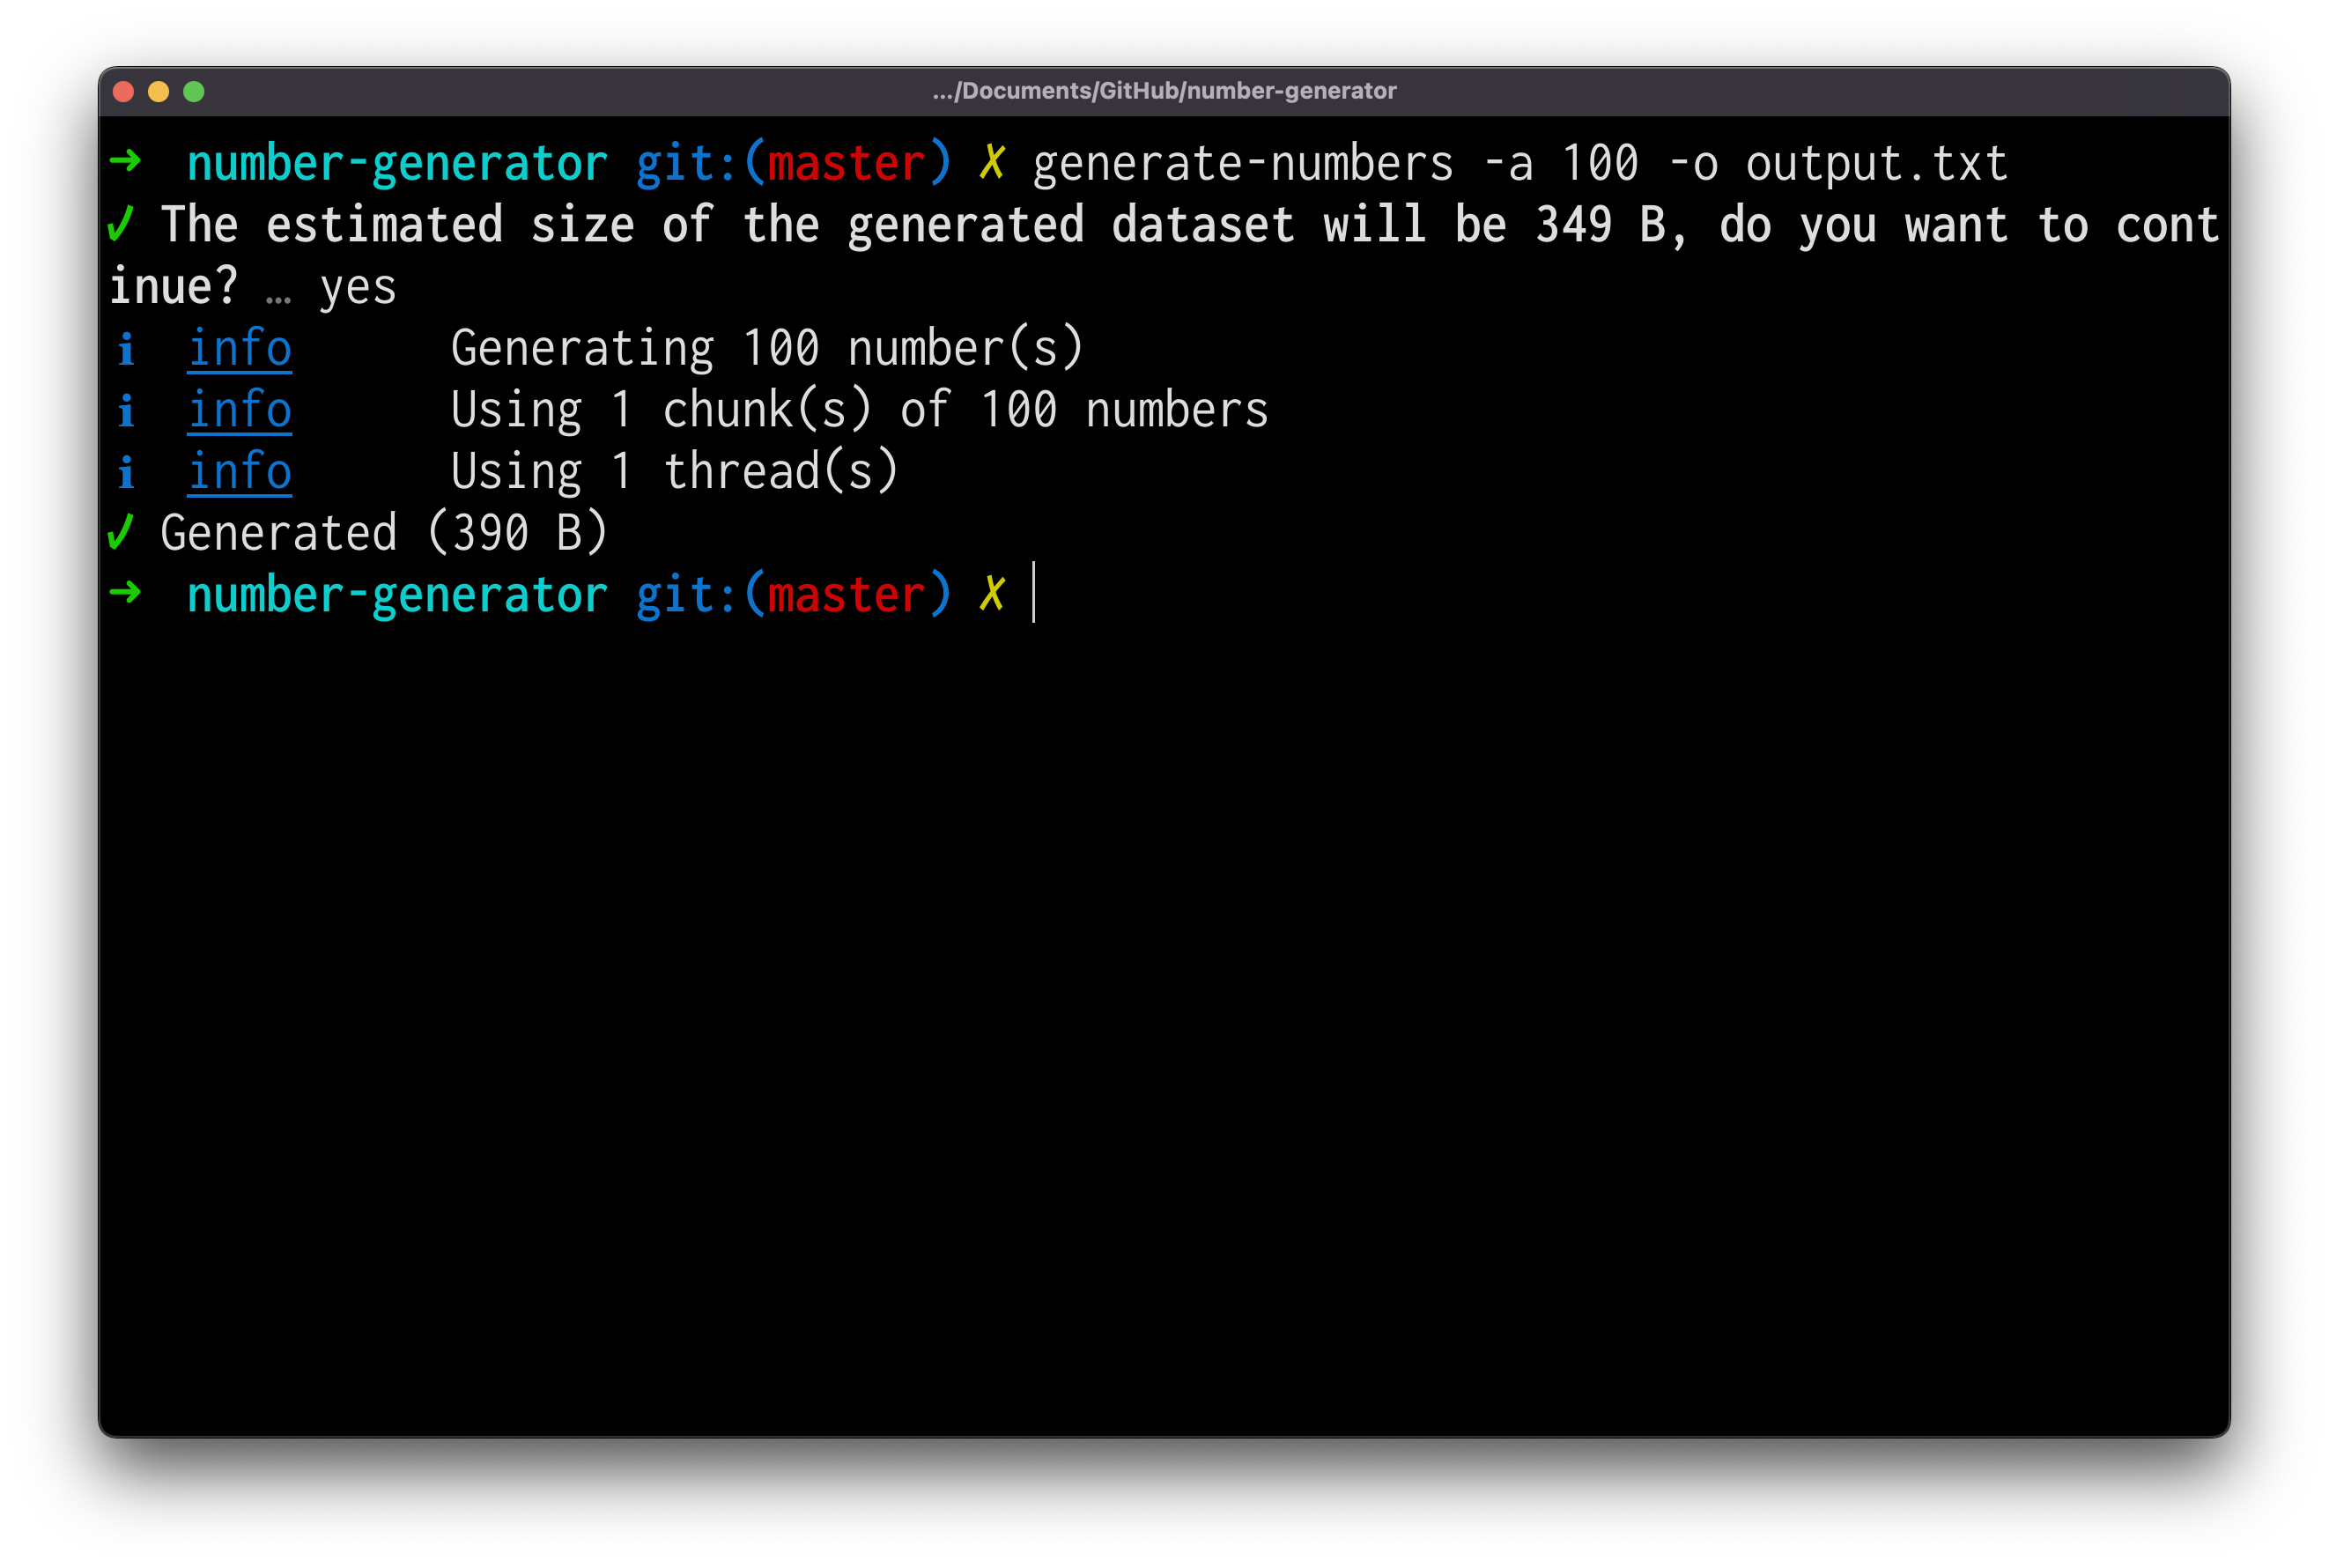 .../Documents/GitHub/number-generator
➜  number-generator git:(master) ✗ generate-numbers -a 100 -o output.txt
✓ The estimated size of the generated dataset will be 349 B, do you want to cont
inue? … yes
ℹ  info      Generating 100 number(s)
ℹ  info      Using 1 chunk(s) of 100 numbers
ℹ  info      Using 1 thread(s)
✓ Generated (390 B)
➜  number-generator git:(master) ✗